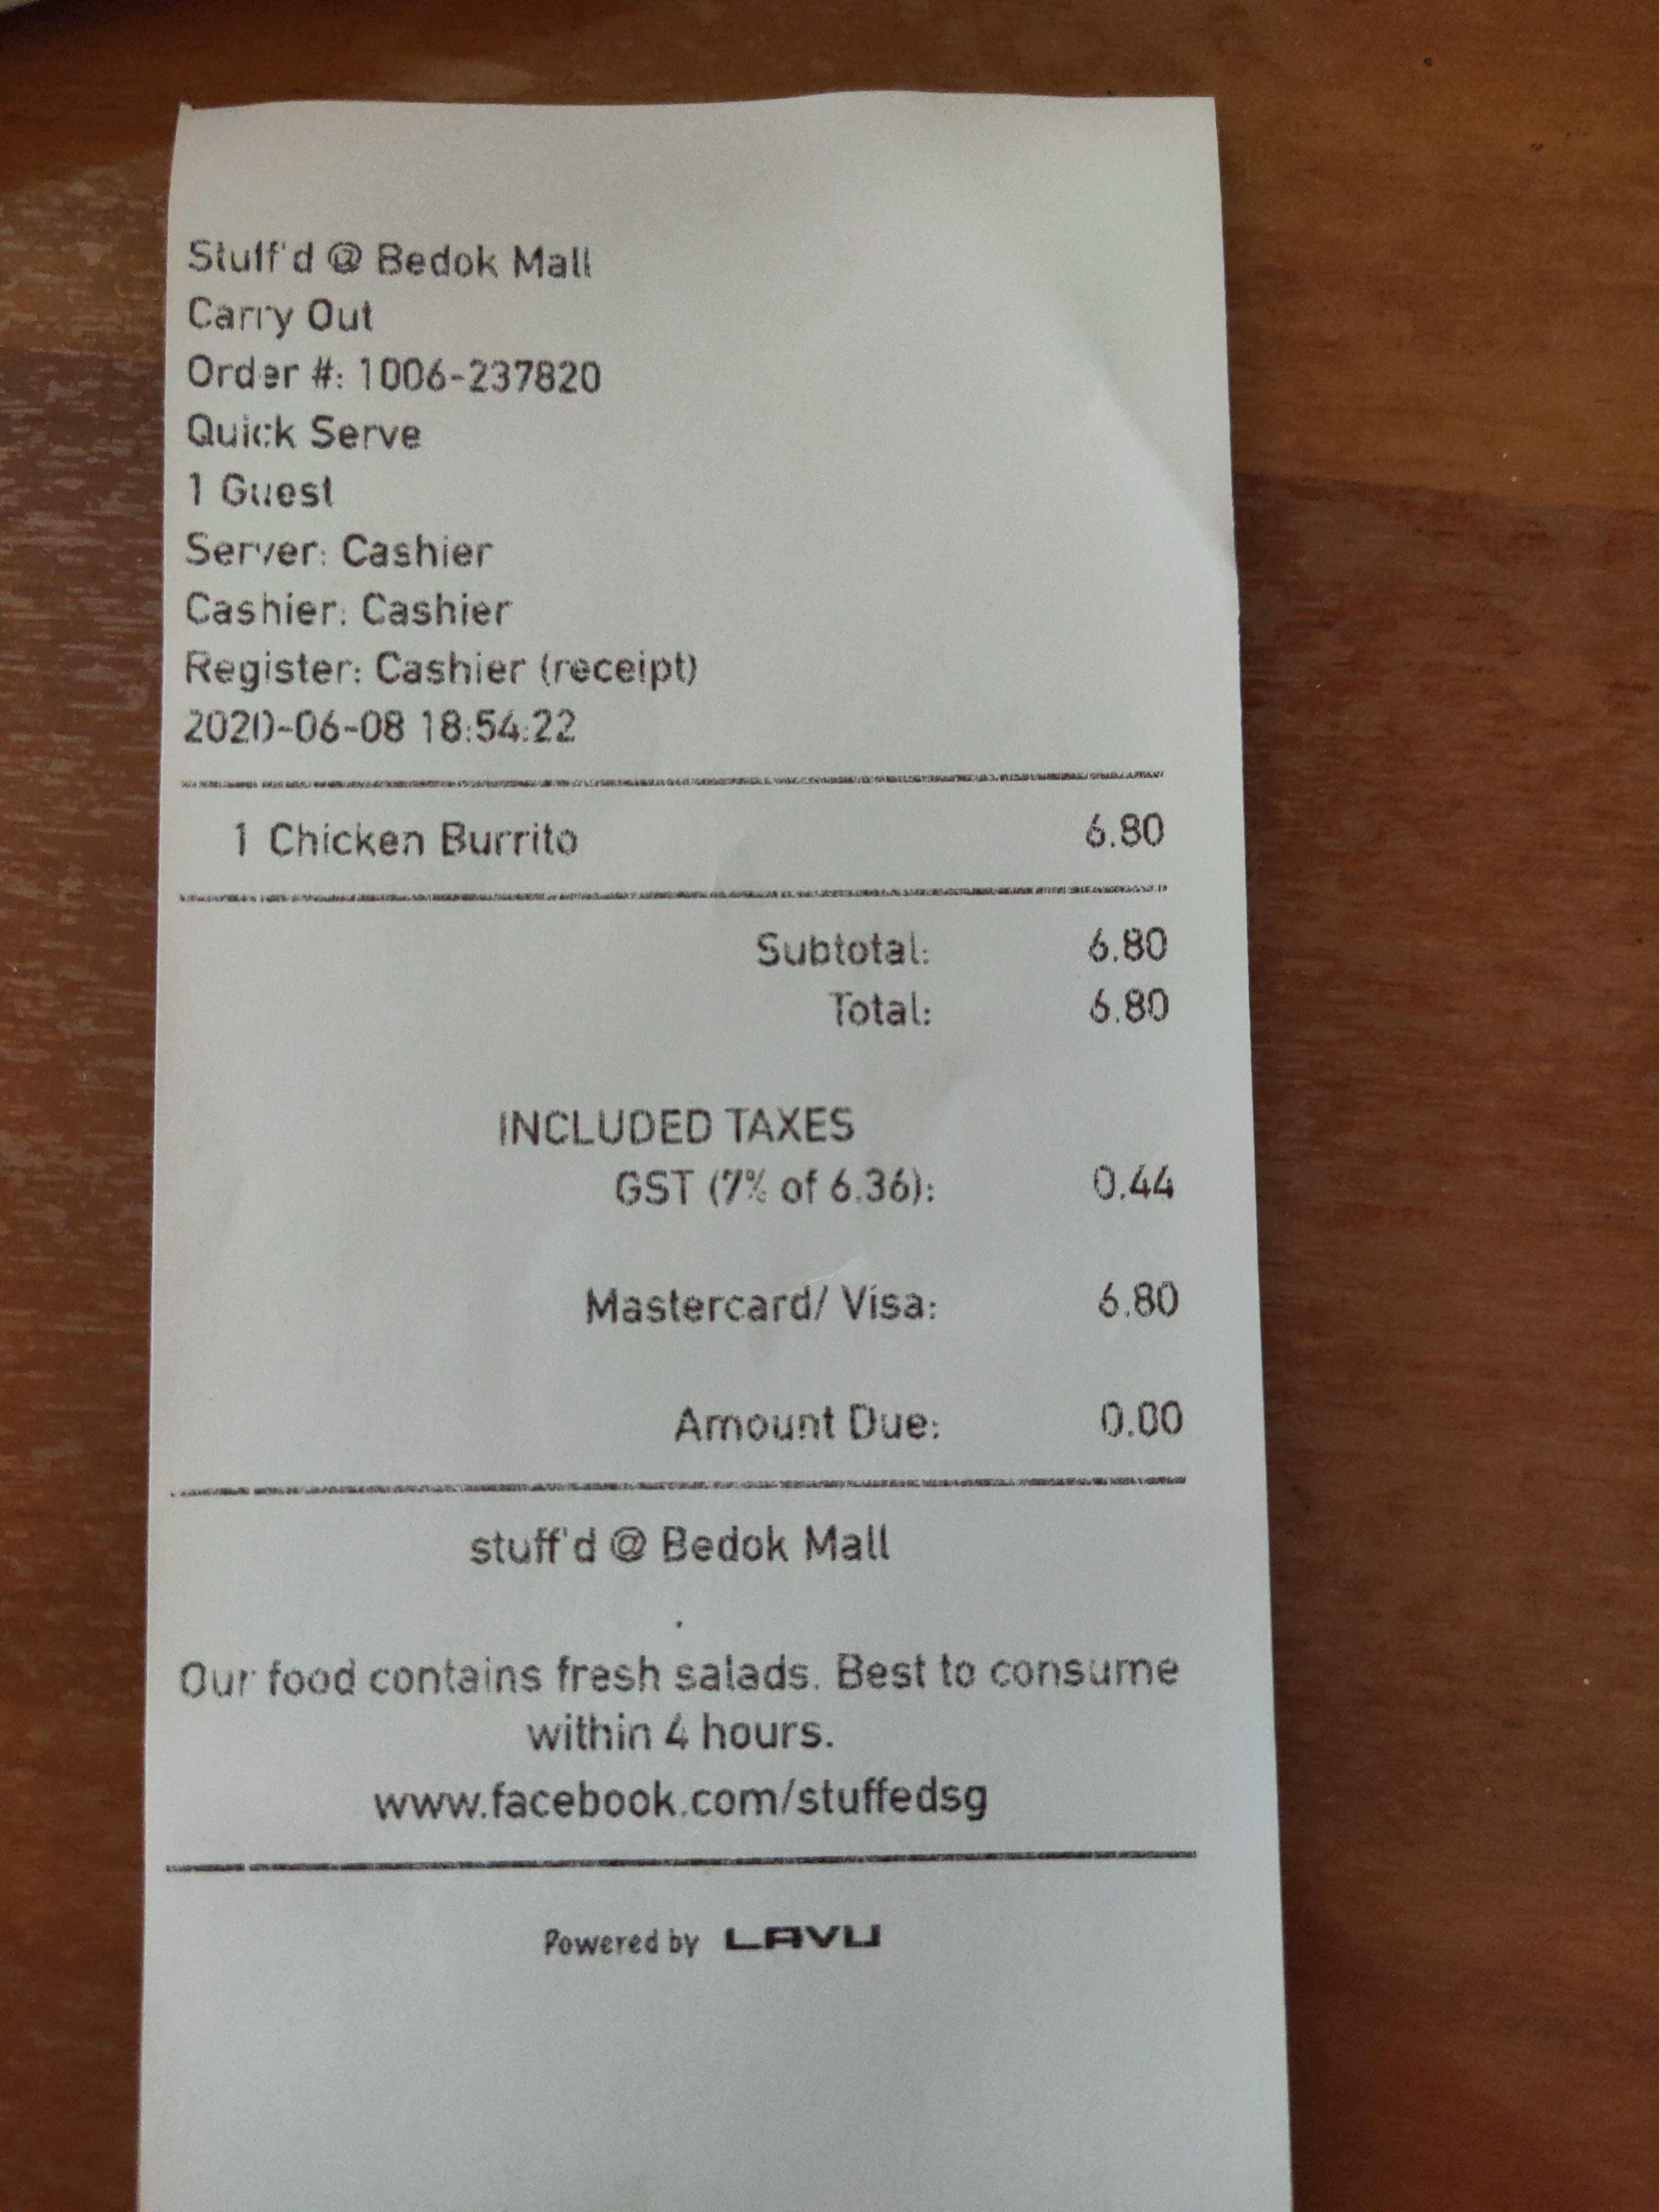 Stuff'd @ Bedok Mall
Carry Out
Order #: 1006-237820
Quick Serve
1 Guest
Server: Cashier
Cashier: Cashier
Register: Cashier (receipt)
2020-06-08 18:54:22
1 Chicken Burrito 6.80
Subtotal: 6.80
Total: 6.80
INCLUDED TAXES
GST (7% of 6.36): 0.44
Mastercard/ Visa: 6.80
Amount Due: 0.00
stuff'd @ Bedok Mall
.
Our food contains fresh salads. Best to consume
within 4 hours.
www.facebook.com/stuffedsg
Powered by LAVU